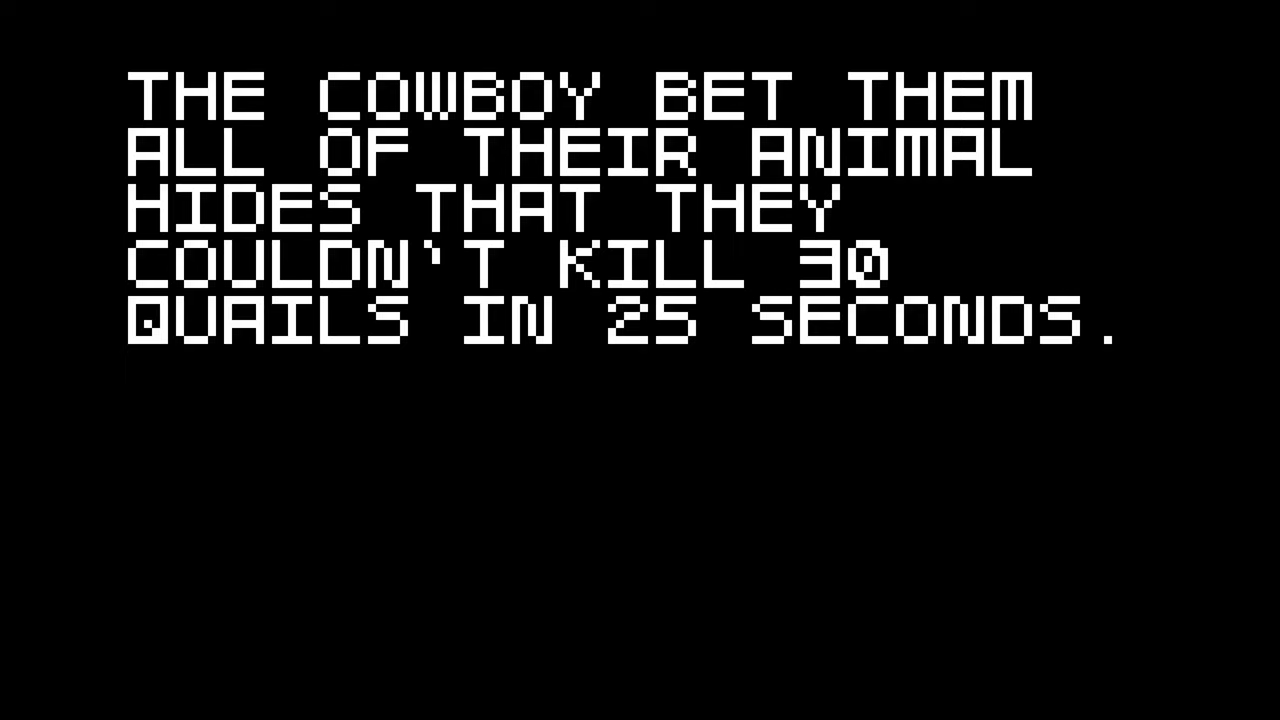 THE COWBOY BET THEM
ALL OF THEIR ANIMAL
HIDES THAT THEY
COULDN'T KILL 30
QUAILS IN 25 SECONDS.